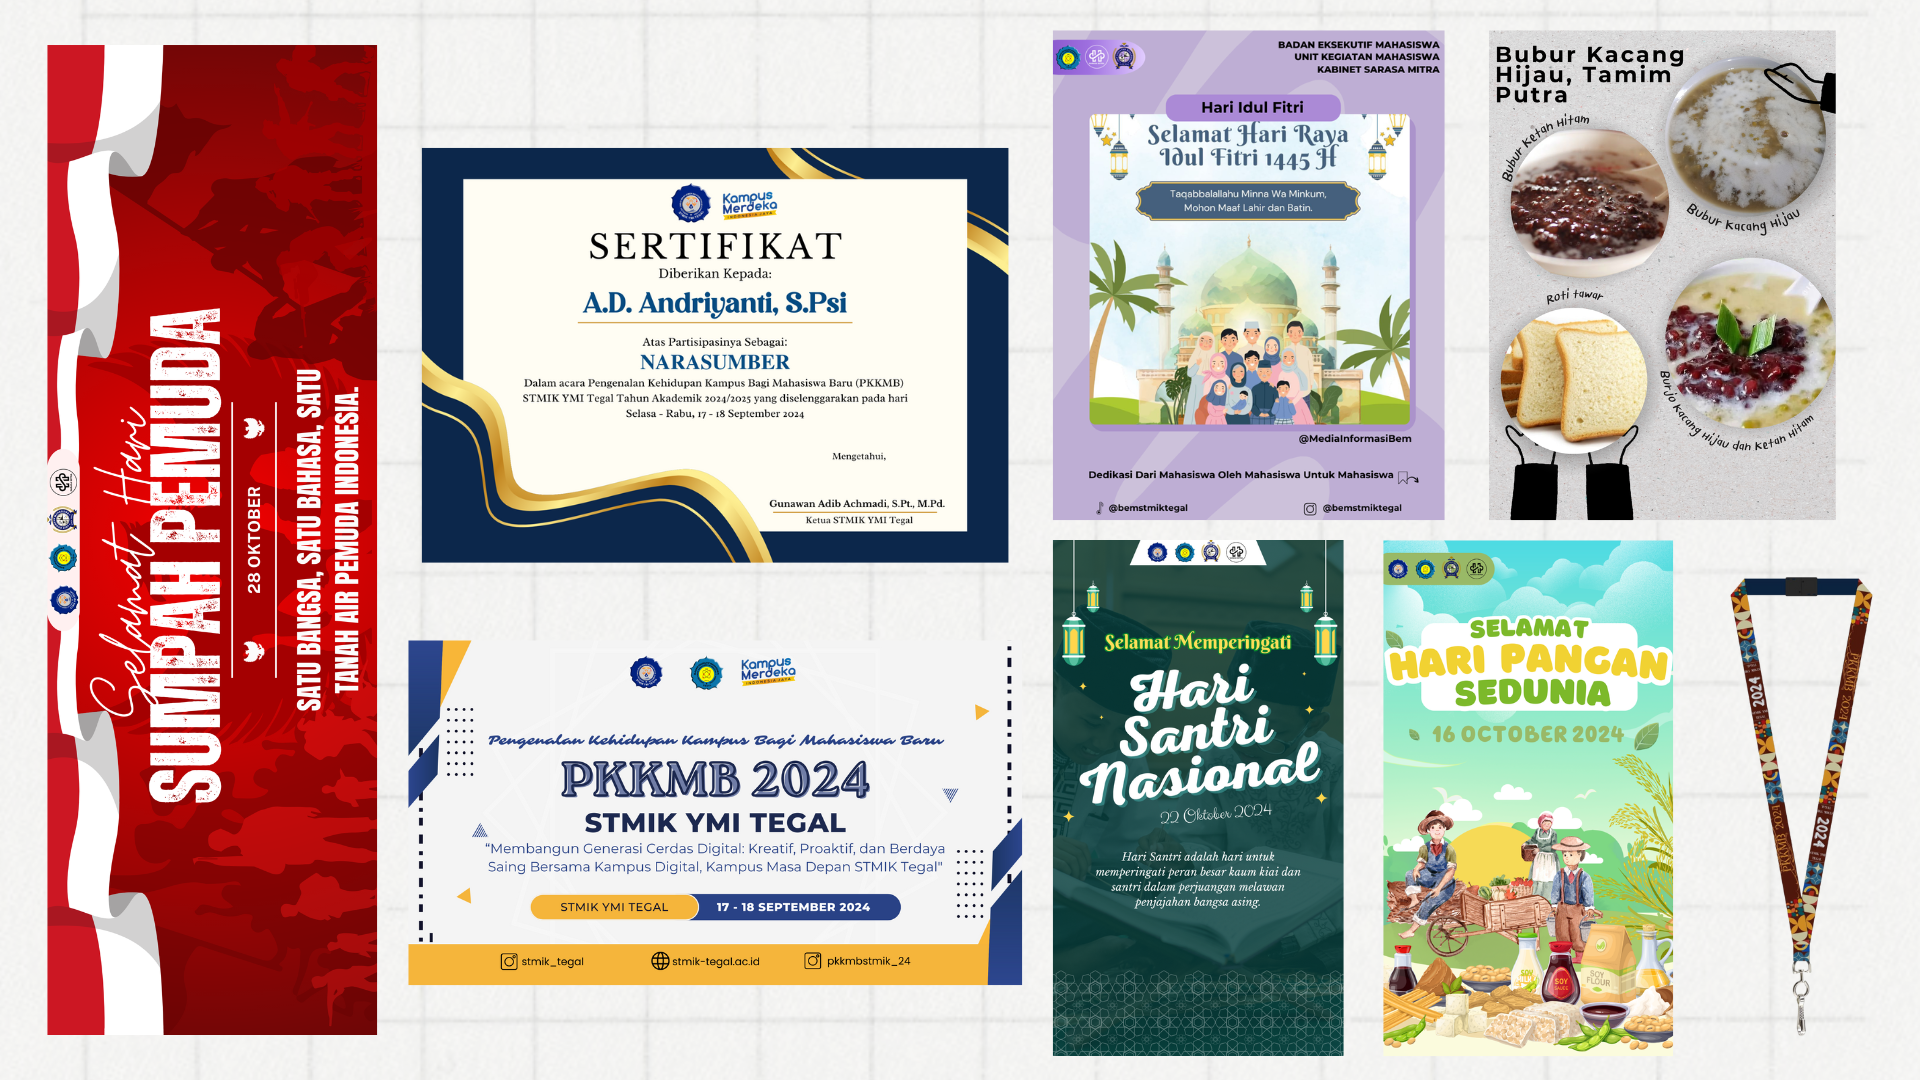 Selamat Hari
SUMPAH PEMUDA
28 OKTOBER
SATU BANGSA, SATU BAHASA, SATU
TANAH AIR PEMUDA INDONESIA.
Kampus
Merdeka
INDONESIA JAYA
SERTIFIKAT
Diberikan Kepada:
A.D. Andriyanti, S.Psi
Atas Partisipasinya Sebagai:
NARASUMBER
Dalam acara Pengenalan Kehidupan Kampus Bagi Mahasiswa Baru (PKKMB)
STMIK YMI Tegal Tahun Akademik 2024/2025 yang diselenggarakan pada hari
Selasa - Rabu, 17 - 18 September 2024
Mengetahui,
Gunawan Adib Achmadi, S.Pt., M.Pd.
Ketua STMIK YMI Tegal
Kampus
Merdeka
INDONESIA JAYA
Pengenalan Kehidupan Kampus Bagi Mahasiswa Baru
PKKMB 2024
STMIK YMI TEGAL
“Membangun Generasi Cerdas Digital: Kreatif, Proaktif, dan Berdaya
Saing Bersama Kampus Digital, Kampus Masa Depan STMIK Tegal"
STMIK YMI TEGAL
17 - 18 SEPTEMBER 2024
stmik_tegal
stmik-tegal.ac.id
pkkmbstmik_24
BADAN EKSEKUTIF MAHASISWA
UNIT KEGIATAN MAHASISWA
KABINET SARASA MITRA
Hari Idul Fitri
Selamat Hari Raya
Idul Fitri 1445 H
Taqabbalallahu Minna Wa Minkum,
Mohon Maaf Lahir dan Batin.
@MediaInformasiBem
Dedikasi Dari Mahasiswa Oleh Mahasiswa Untuk Mahasiswa
@bemstmiktegal
@bemstmiktegal
Bubur Kacang
Hijau, Tamim
Putra
Bubur Ketan Hitam
Bubur Kacang Hijau
Roti tawar
Burjo Kacang Hijau dan Ketan Hitam
Selamat Memperingati
Hari
Santri
Nasional
22 Oktober 2024
Hari Santri adalah hari untuk
memperingati peran besar kaum kiai dan
santri dalam perjuangan melawan
penjajahan bangsa asing.
SELAMAT
HARI PANGAN
SEDUNIA
16 OCTOBER 2024
SOY
SOY
SAUCE
SOY
FLOUR
2024
PKKMB 2024
PKKMB 2024
2024